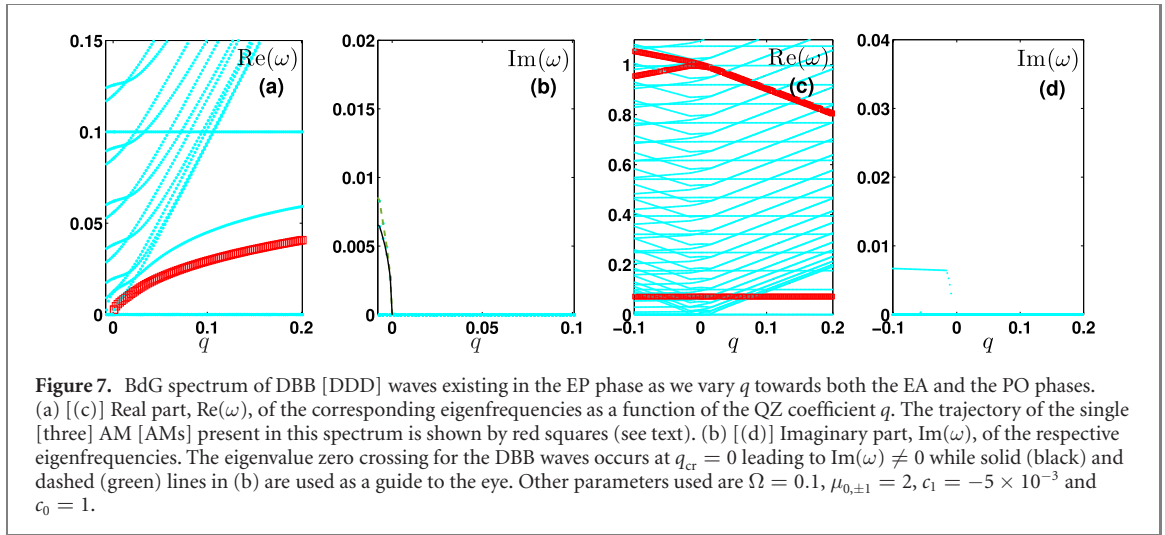 0.15
0.1
0.05
0
0
0.1
0.2
q
Re(ω)
(a)
0.02
0.015
0.01
0.005
0
0
0.05
0.1
q
Im(ω)
(b)
1
0.8
0.6
0.4
0.2
0
−0.1
0
0.1
0.2
q
Re(ω)
(c)
0.04
0.03
0.02
0.01
0
−0.1
0
0.1
0.2
q
Im(ω)
(d)
Figure 7. BdG spectrum of DBB [DDD] waves existing in the EP phase as we vary q towards both the EA and the PO phases.
(a) [(c)] Real part, Re(ω), of the corresponding eigenfrequencies as a function of the QZ coefficient q. The trajectory of the single
[three] AM [AMs] present in this spectrum is shown by red squares (see text). (b) [(d)] Imaginary part, Im(ω), of the respective
eigenfrequencies. The eigenvalue zero crossing for the DBB waves occurs at q_cr = 0 leading to Im(ω) ≠ 0 while solid (black) and
dashed (green) lines in (b) are used as a guide to the eye. Other parameters used are Ω = 0.1, μ_0,±1 = 2, c_1 = −5 × 10^−3 and
c_0 = 1.